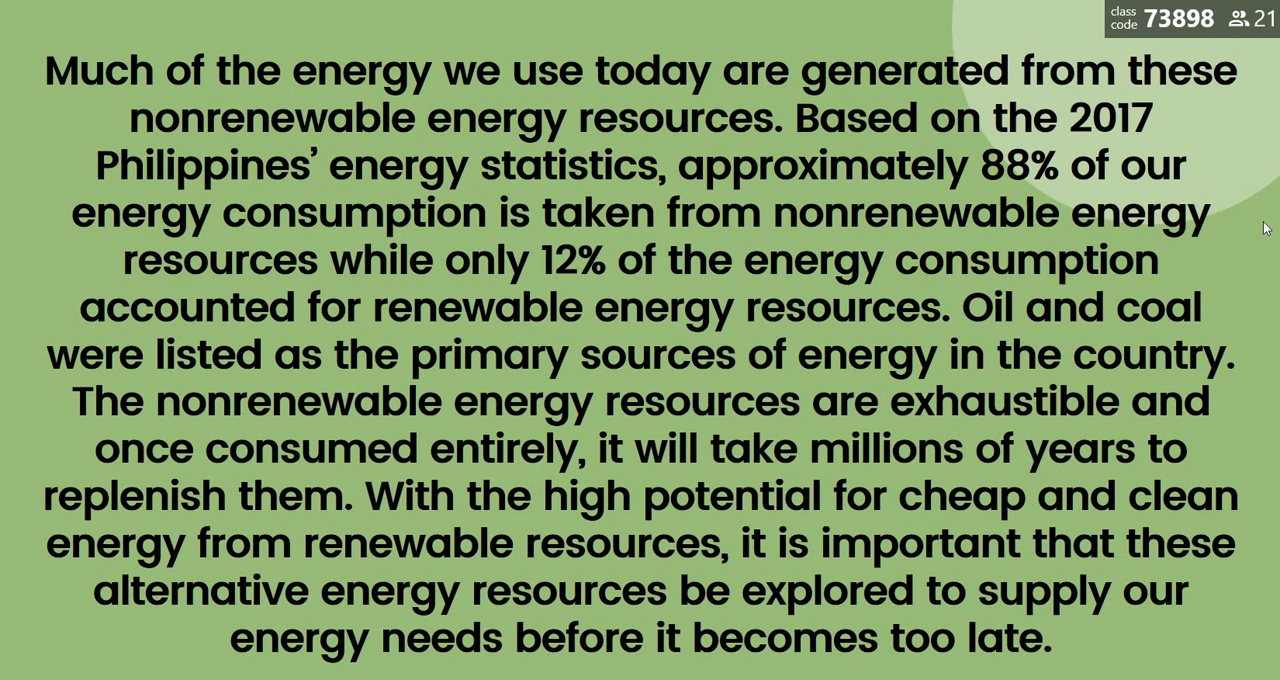 class
code 73898 21
Much of the energy we use today are generated from these
nonrenewable energy resources. Based on the 2017
Philippines’ energy statistics, approximately 88% of our
energy consumption is taken from nonrenewable energy
resources while only 12% of the energy consumption
accounted for renewable energy resources. Oil and coal
were listed as the primary sources of energy in the country.
The nonrenewable energy resources are exhaustible and
once consumed entirely, it will take millions of years to
replenish them. With the high potential for cheap and clean
energy from renewable resources, it is important that these
alternative energy resources be explored to supply our
energy needs before it becomes too late.